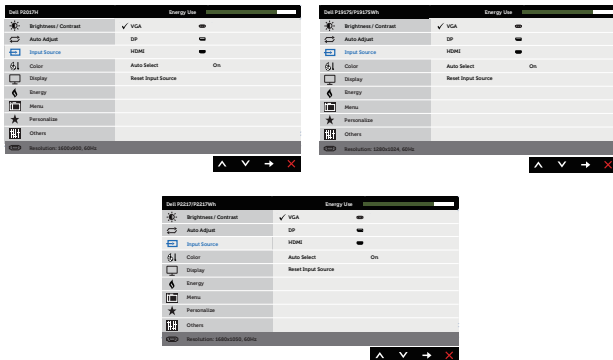 Dell P2017H Energy Use
Brightness / Contrast ✓ VGA
Auto Adjust DP
Input Source HDMI
Color Auto Select On
Display Reset Input Source
Energy
Menu
Personalize
Others
Resolution: 1600x900, 60Hz
Dell P1917S/P1917SWh Energy Use
Brightness / Contrast ✓ VGA
Auto Adjust DP
Input Source HDMI
Color Auto Select On
Display Reset Input Source
Energy
Menu
Personalize
Others
Resolution: 1280x1024, 60Hz
Dell P2217/P2217Wh Energy Use
Brightness / Contrast ✓ VGA
Auto Adjust DP
Input Source HDMI
Color Auto Select On
Display Reset Input Source
Energy
Menu
Personalize
Others
Resolution: 1680x1050, 60Hz